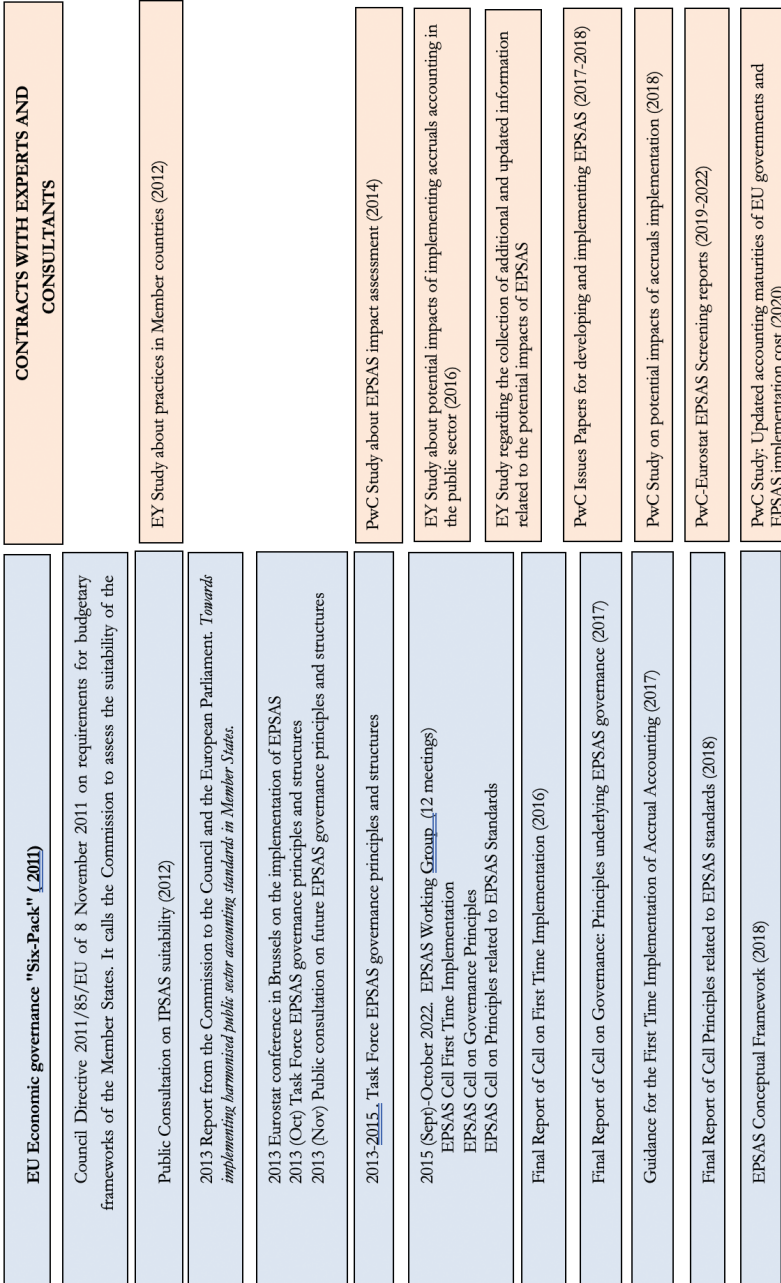 EU Economic governance "Six-Pack" ( 2011)
CONTRACTS WITH EXPERTS AND
CONSULTANTS
Council Directive 2011/85/EU of 8 November 2011 on requirements for budgetary
frameworks of the Member States. It calls the Commission to assess the suitability of the
Public Consultation on IPSAS suitability (2012)
EY Study about practices in Member countries (2012)
2013 Report from the Commission to the Council and the European Parliament. Towards
implementing harmonised public sector accounting standards in Member States.
2013 Eurostat conference in Brussels on the implementation of EPSAS
2013 (Oct) Task Force EPSAS governance principles and structures
2013 (Nov) Public consultation on future EPSAS governance principles and structures
2013-2015 . Task Force EPSAS governance principles and structures
PwC Study about EPSAS impact assessment (2014)
2015 (Sept)-October 2022. EPSAS Working Group (12 meetings)
EPSAS Cell First Time Implementation
EPSAS Cell on Governance Principles
EPSAS Cell on Principles related to EPSAS Standards
EY Study about potential impacts of implementing accruals accounting in
the public sector (2016)
EY Study regarding the collection of additional and updated information
related to the potential impacts of EPSAS
Final Report of Cell on First Time Implementation (2016)
PwC Issues Papers for developing and implementing EPSAS (2017-2018)
Final Report of Cell on Governance: Principles underlying EPSAS governance (2017)
Guidance for the First Time Implementation of Accrual Accounting (2017)
PwC Study on potential impacts of accruals implementation (2018)
Final Report of Cell Principles related to EPSAS standards (2018)
PwC-Eurostat EPSAS Screening reports (2019-2022)
EPSAS Conceptual Framework (2018)
PwC Study: Updated accounting maturities of EU governments and
EPSAS implementation cost (2020)